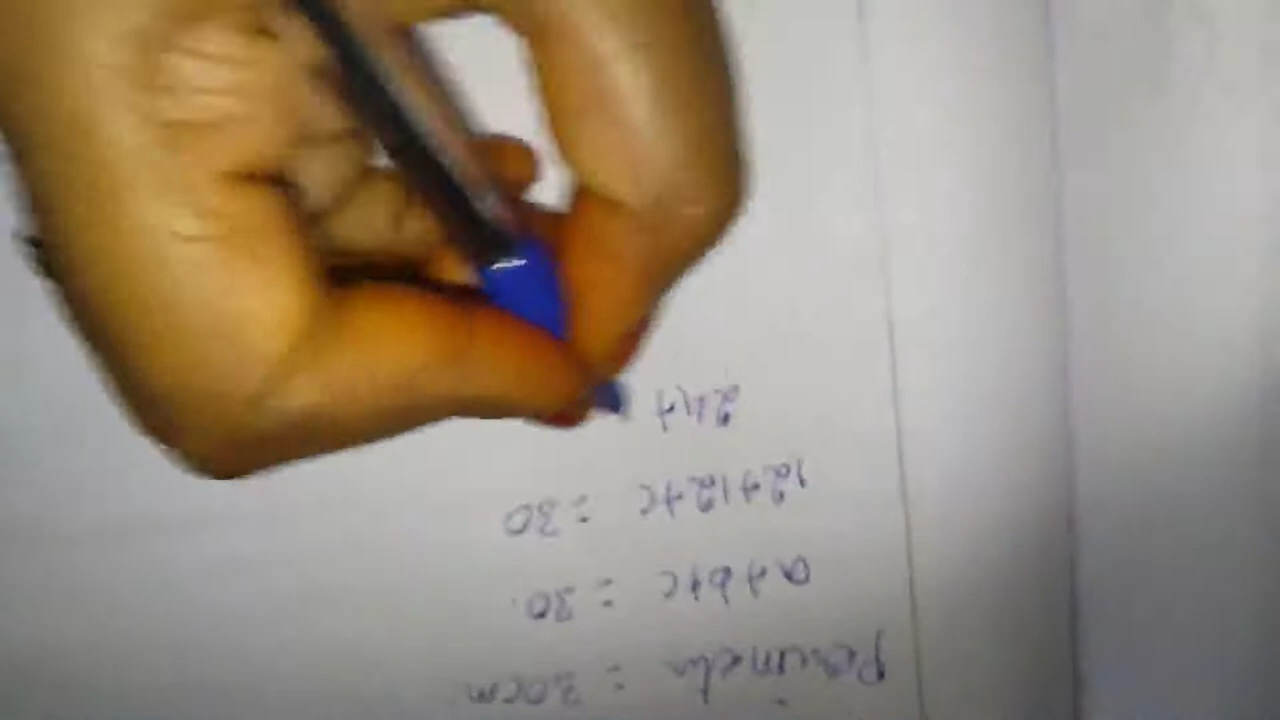 Perimeter = 30cm
a+b+c = 30
12+12+c = 30
24+